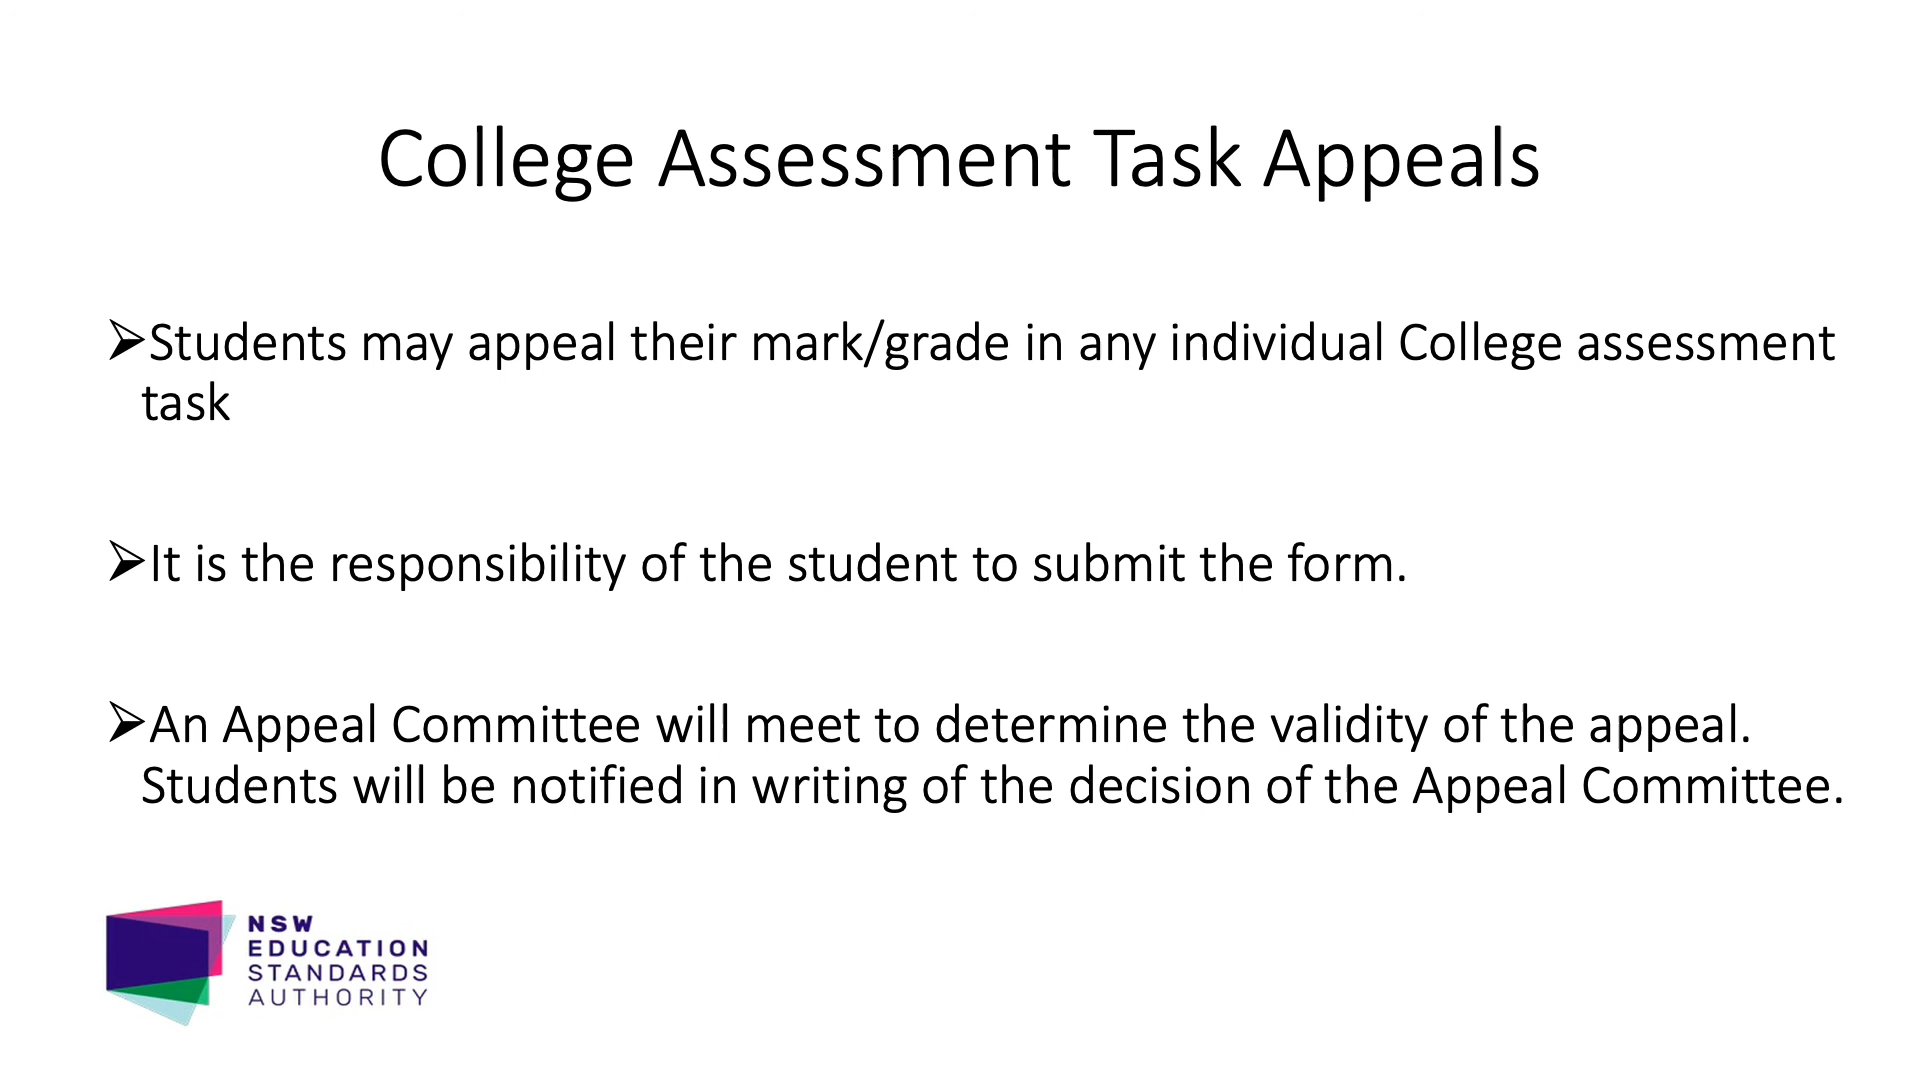 College Assessment Task Appeals
➢Students may appeal their mark/grade in any individual College assessment
task
➢It is the responsibility of the student to submit the form.
➢An Appeal Committee will meet to determine the validity of the appeal.
Students will be notified in writing of the decision of the Appeal Committee.
NSW
EDUCATION
STANDARDS
AUTHORITY